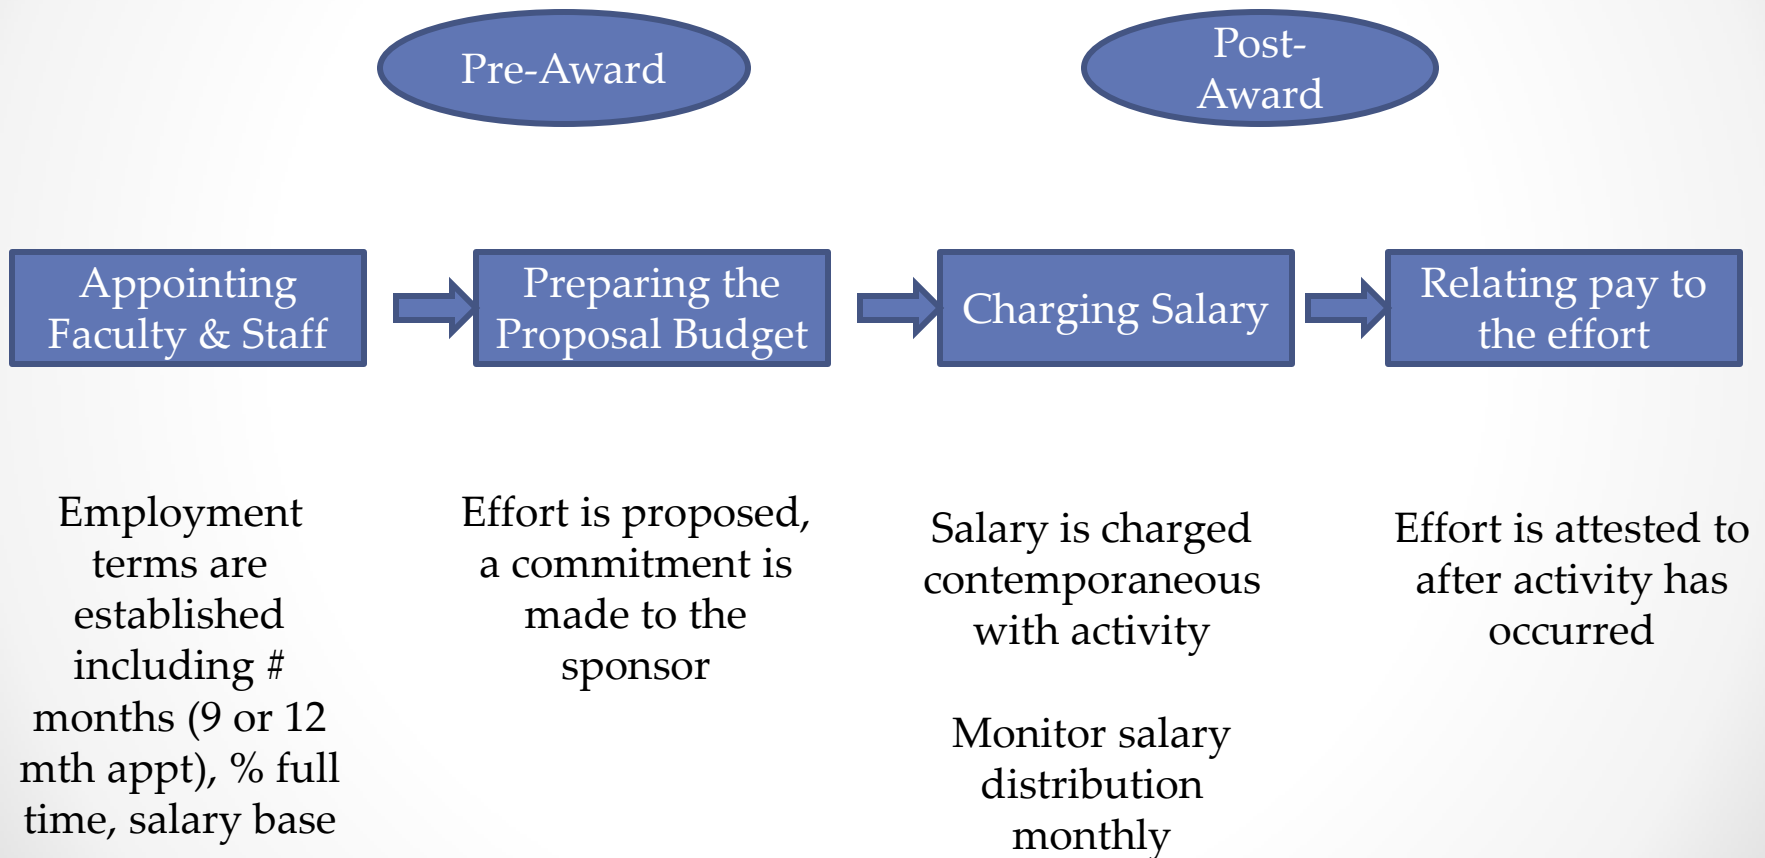 Pre-Award
Post-
Award
Appointing
Faculty & Staff
Preparing the
Proposal Budget
Charging Salary
Relating pay to
the effort
Employment
terms are
established
including #
months (9 or 12
mth appt), % full
time, salary base
Effort is proposed,
a commitment is
made to the
sponsor
Salary is charged
contemporaneous
with activity
Monitor salary
distribution
monthly
Effort is attested to
after activity has
occurred